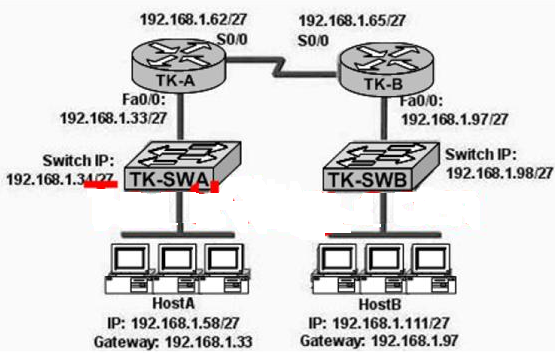 192.168.1.62/27
192.168.1.65/27
S0/0
S0/0
TK-A
TK-B
Fa0/0:
192.168.1.33/27
Fa0/0:
192.168.1.97/27
Switch IP:
192.168.1.34/27
TK-SWA
TK-SWB
Switch IP:
192.168.1.98/27
HostA
IP: 192.168.1.58/27
Gateway: 192.168.1.33
HostB
IP: 192.168.1.111/27
Gateway: 192.168.1.97